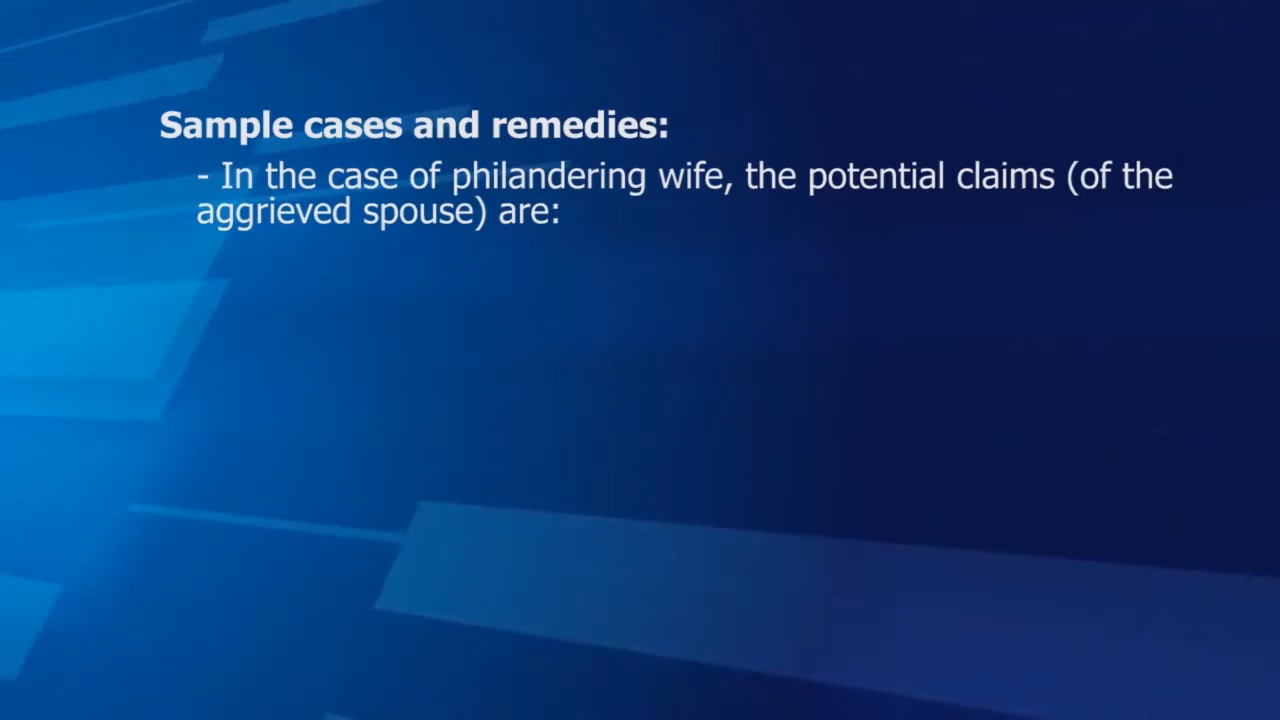 Sample cases and remedies:
- In the case of philandering wife, the potential claims (of the
aggrieved spouse) are: